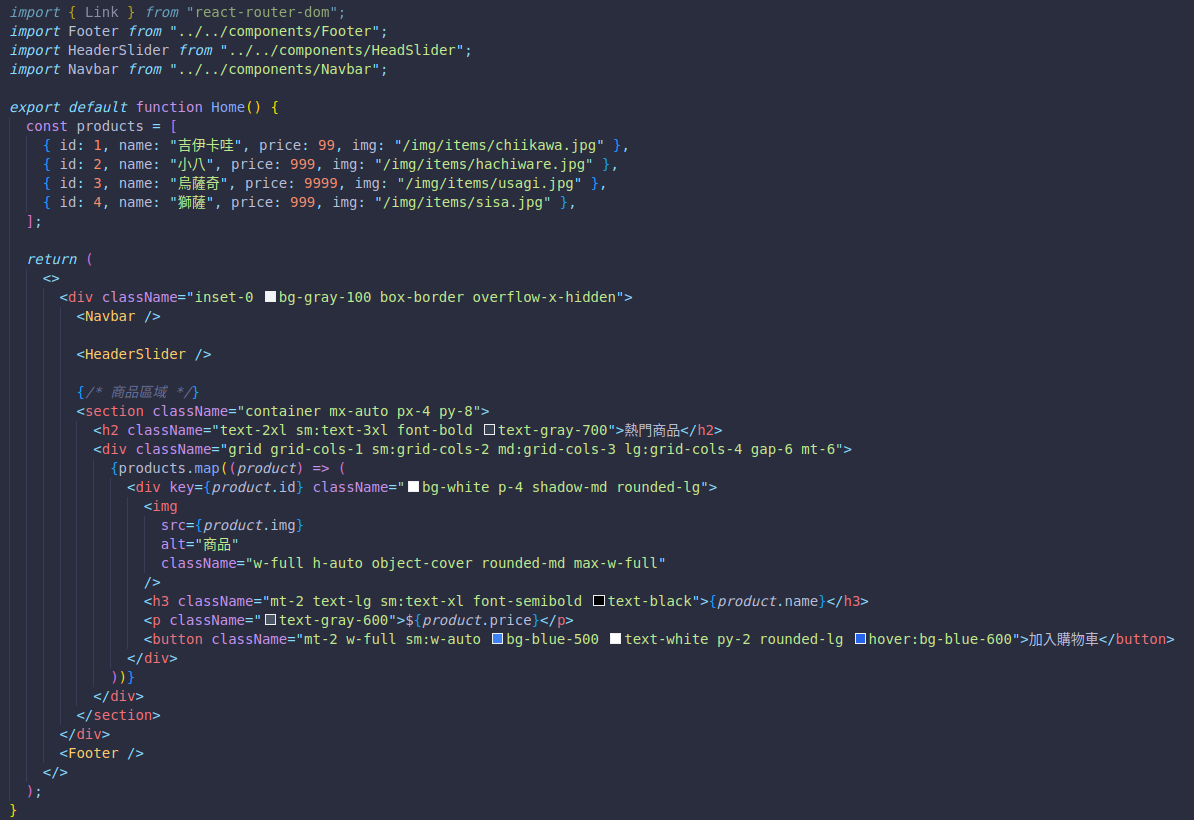 import { Link } from "react-router-dom";
import Footer from "../../components/Footer";
import HeaderSlider from "../../components/HeadSlider";
import Navbar from "../../components/Navbar";

export default function Home() {
  const products = [
    { id: 1, name: "吉伊卡哇", price: 99, img: "/img/items/chiikawa.jpg" },
    { id: 2, name: "小八", price: 999, img: "/img/items/hachiware.jpg" },
    { id: 3, name: "烏薩奇", price: 9999, img: "/img/items/usagi.jpg" },
    { id: 4, name: "獅薩", price: 999, img: "/img/items/sisa.jpg" },
  ];

  return (
    <>
      <div className="inset-0 bg-gray-100 box-border overflow-x-hidden">
        <Navbar />

        <HeaderSlider />

        {/* 商品區域 */}
        <section className="container mx-auto px-4 py-8">
          <h2 className="text-2xl sm:text-3xl font-bold text-gray-700">熱門商品</h2>
          <div className="grid grid-cols-1 sm:grid-cols-2 md:grid-cols-3 lg:grid-cols-4 gap-6 mt-6">
            {products.map((product) => (
              <div key={product.id} className="bg-white p-4 shadow-md rounded-lg">
                <img
                  src={product.img}
                  alt="商品"
                  className="w-full h-auto object-cover rounded-md max-w-full"
                />
                <h3 className="mt-2 text-lg sm:text-xl font-semibold text-black">{product.name}</h3>
                <p className="text-gray-600">${product.price}</p>
                <button className="mt-2 w-full sm:w-auto bg-blue-500 text-white py-2 rounded-lg hover:bg-blue-600">加入購物車</button>
              </div>
            ))}
          </div>
        </section>
      </div>
      <Footer />
    </>
  );
}